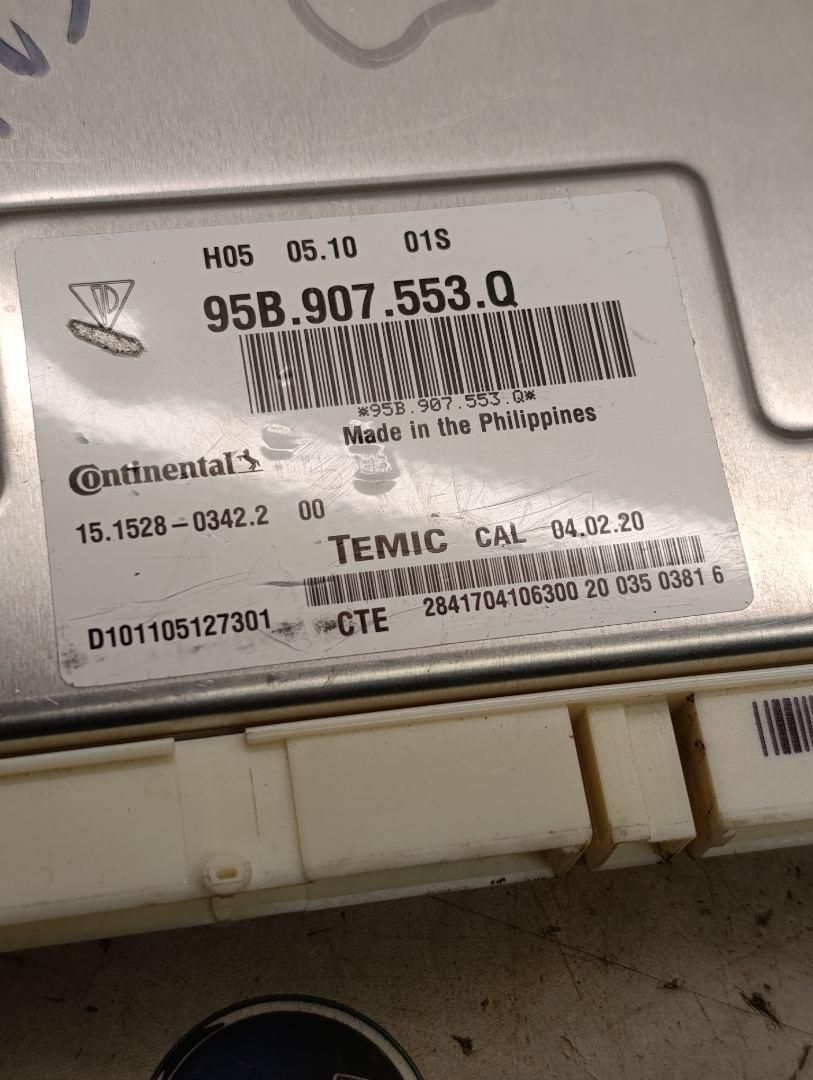 H05 05.10 01S
95B.907.553.Q
*95B.907.553.Q*
Made in the Philippines
Continental
15.1528-0342.2 00
TEMIC CAL 04.02.20
D101105127301 CTE 2841704106300 20 035 0381 6